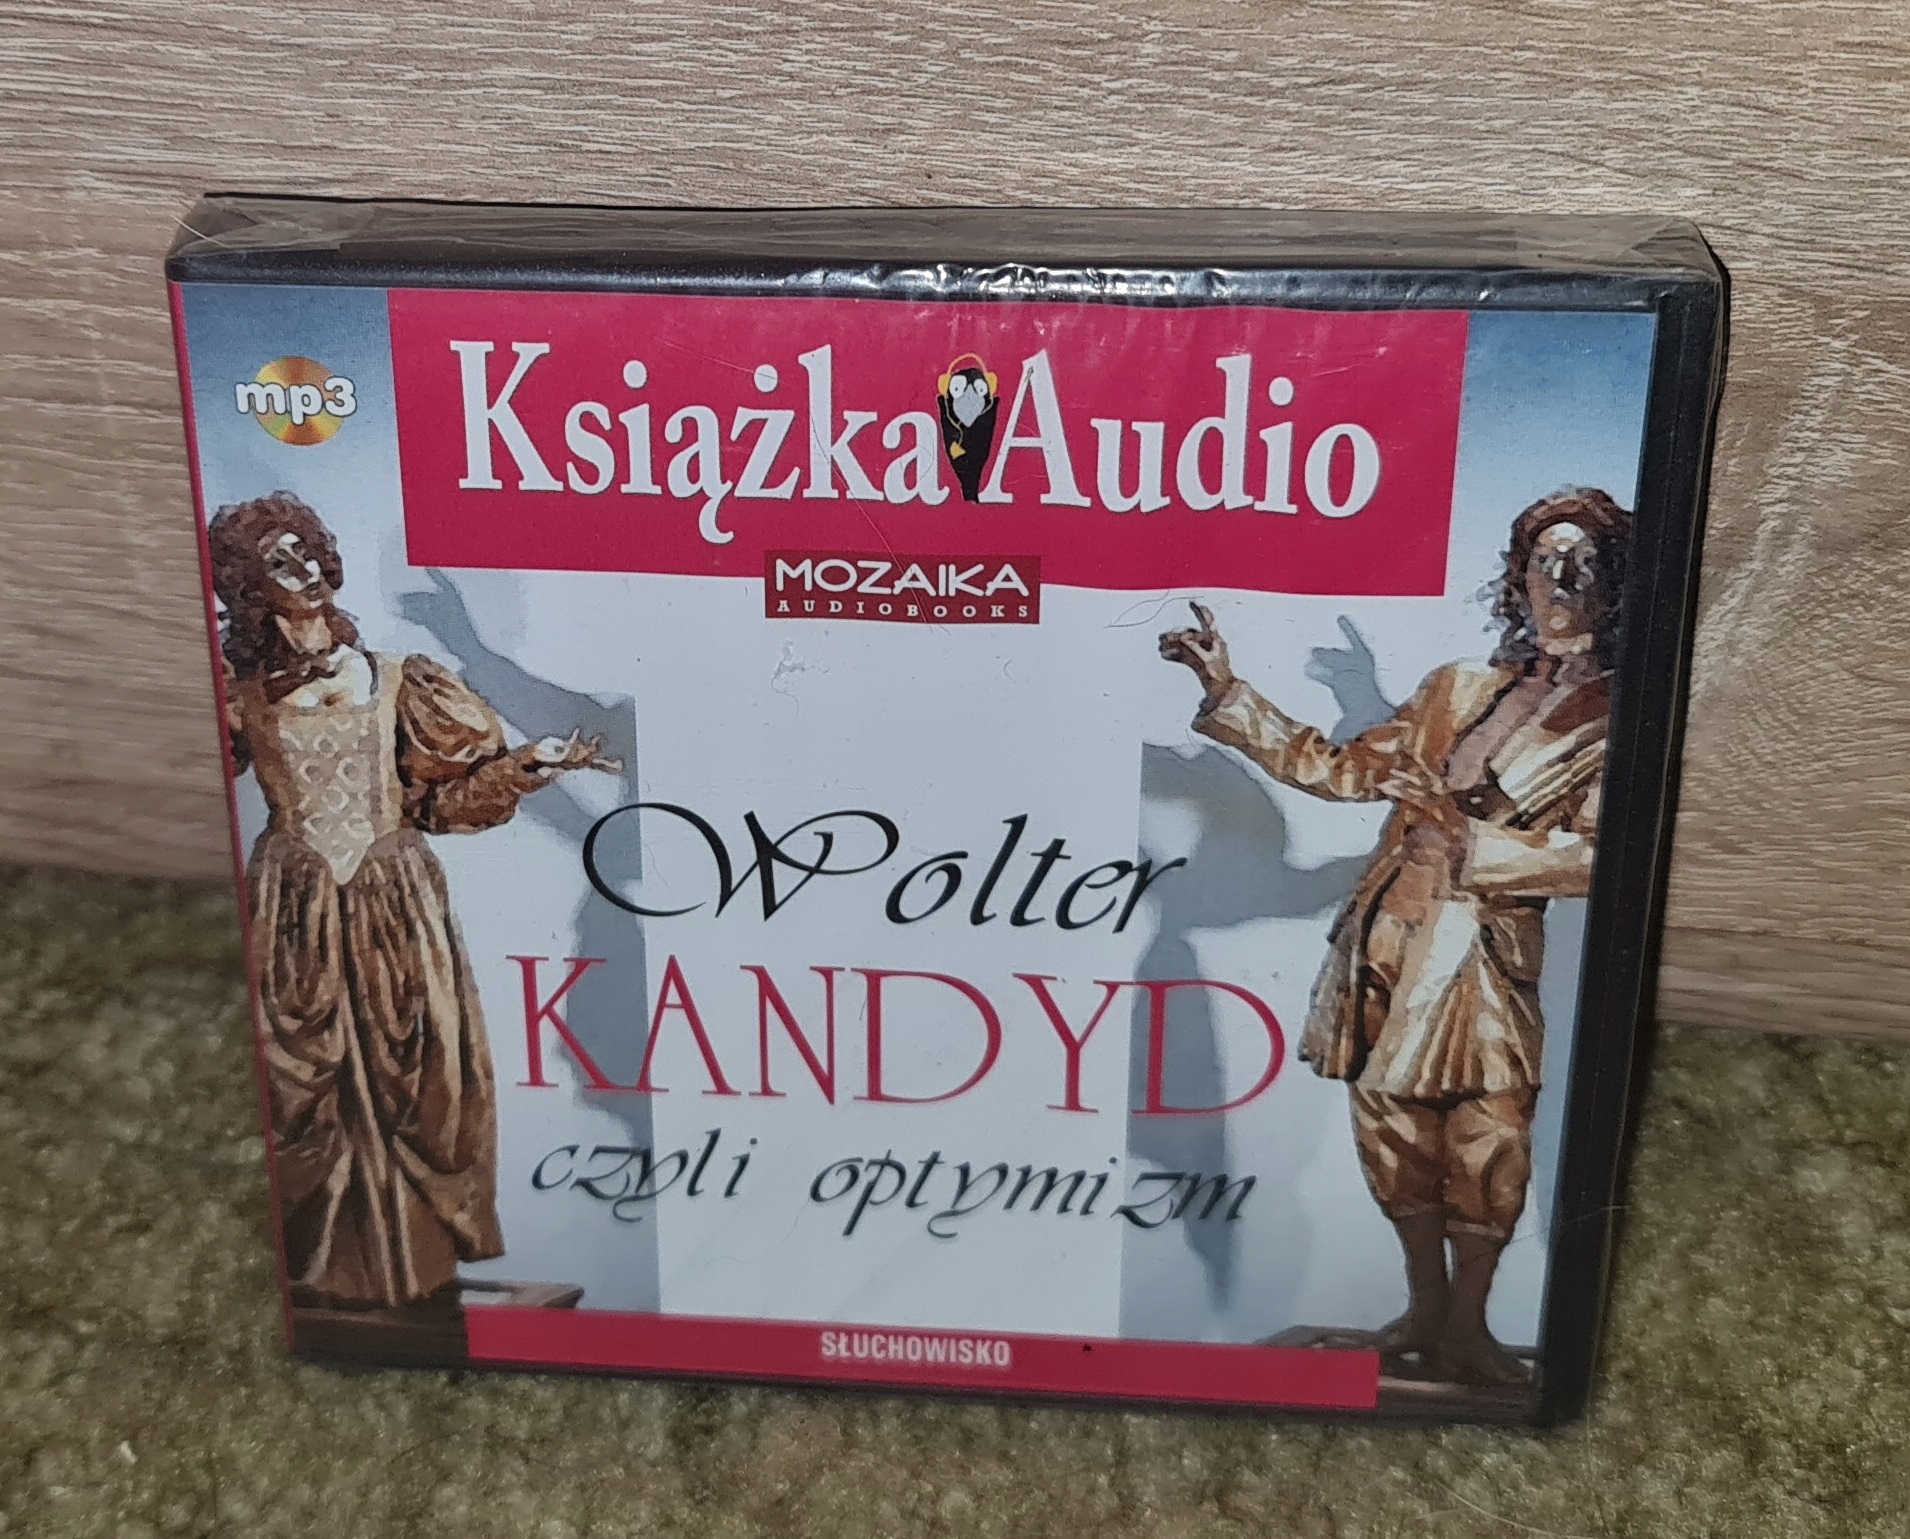 mp3
Książka Audio
MOZAIKA
AUDIOBOOKS
Wolter
KANDYD
czyli optymizm
SŁUCHOWISKO